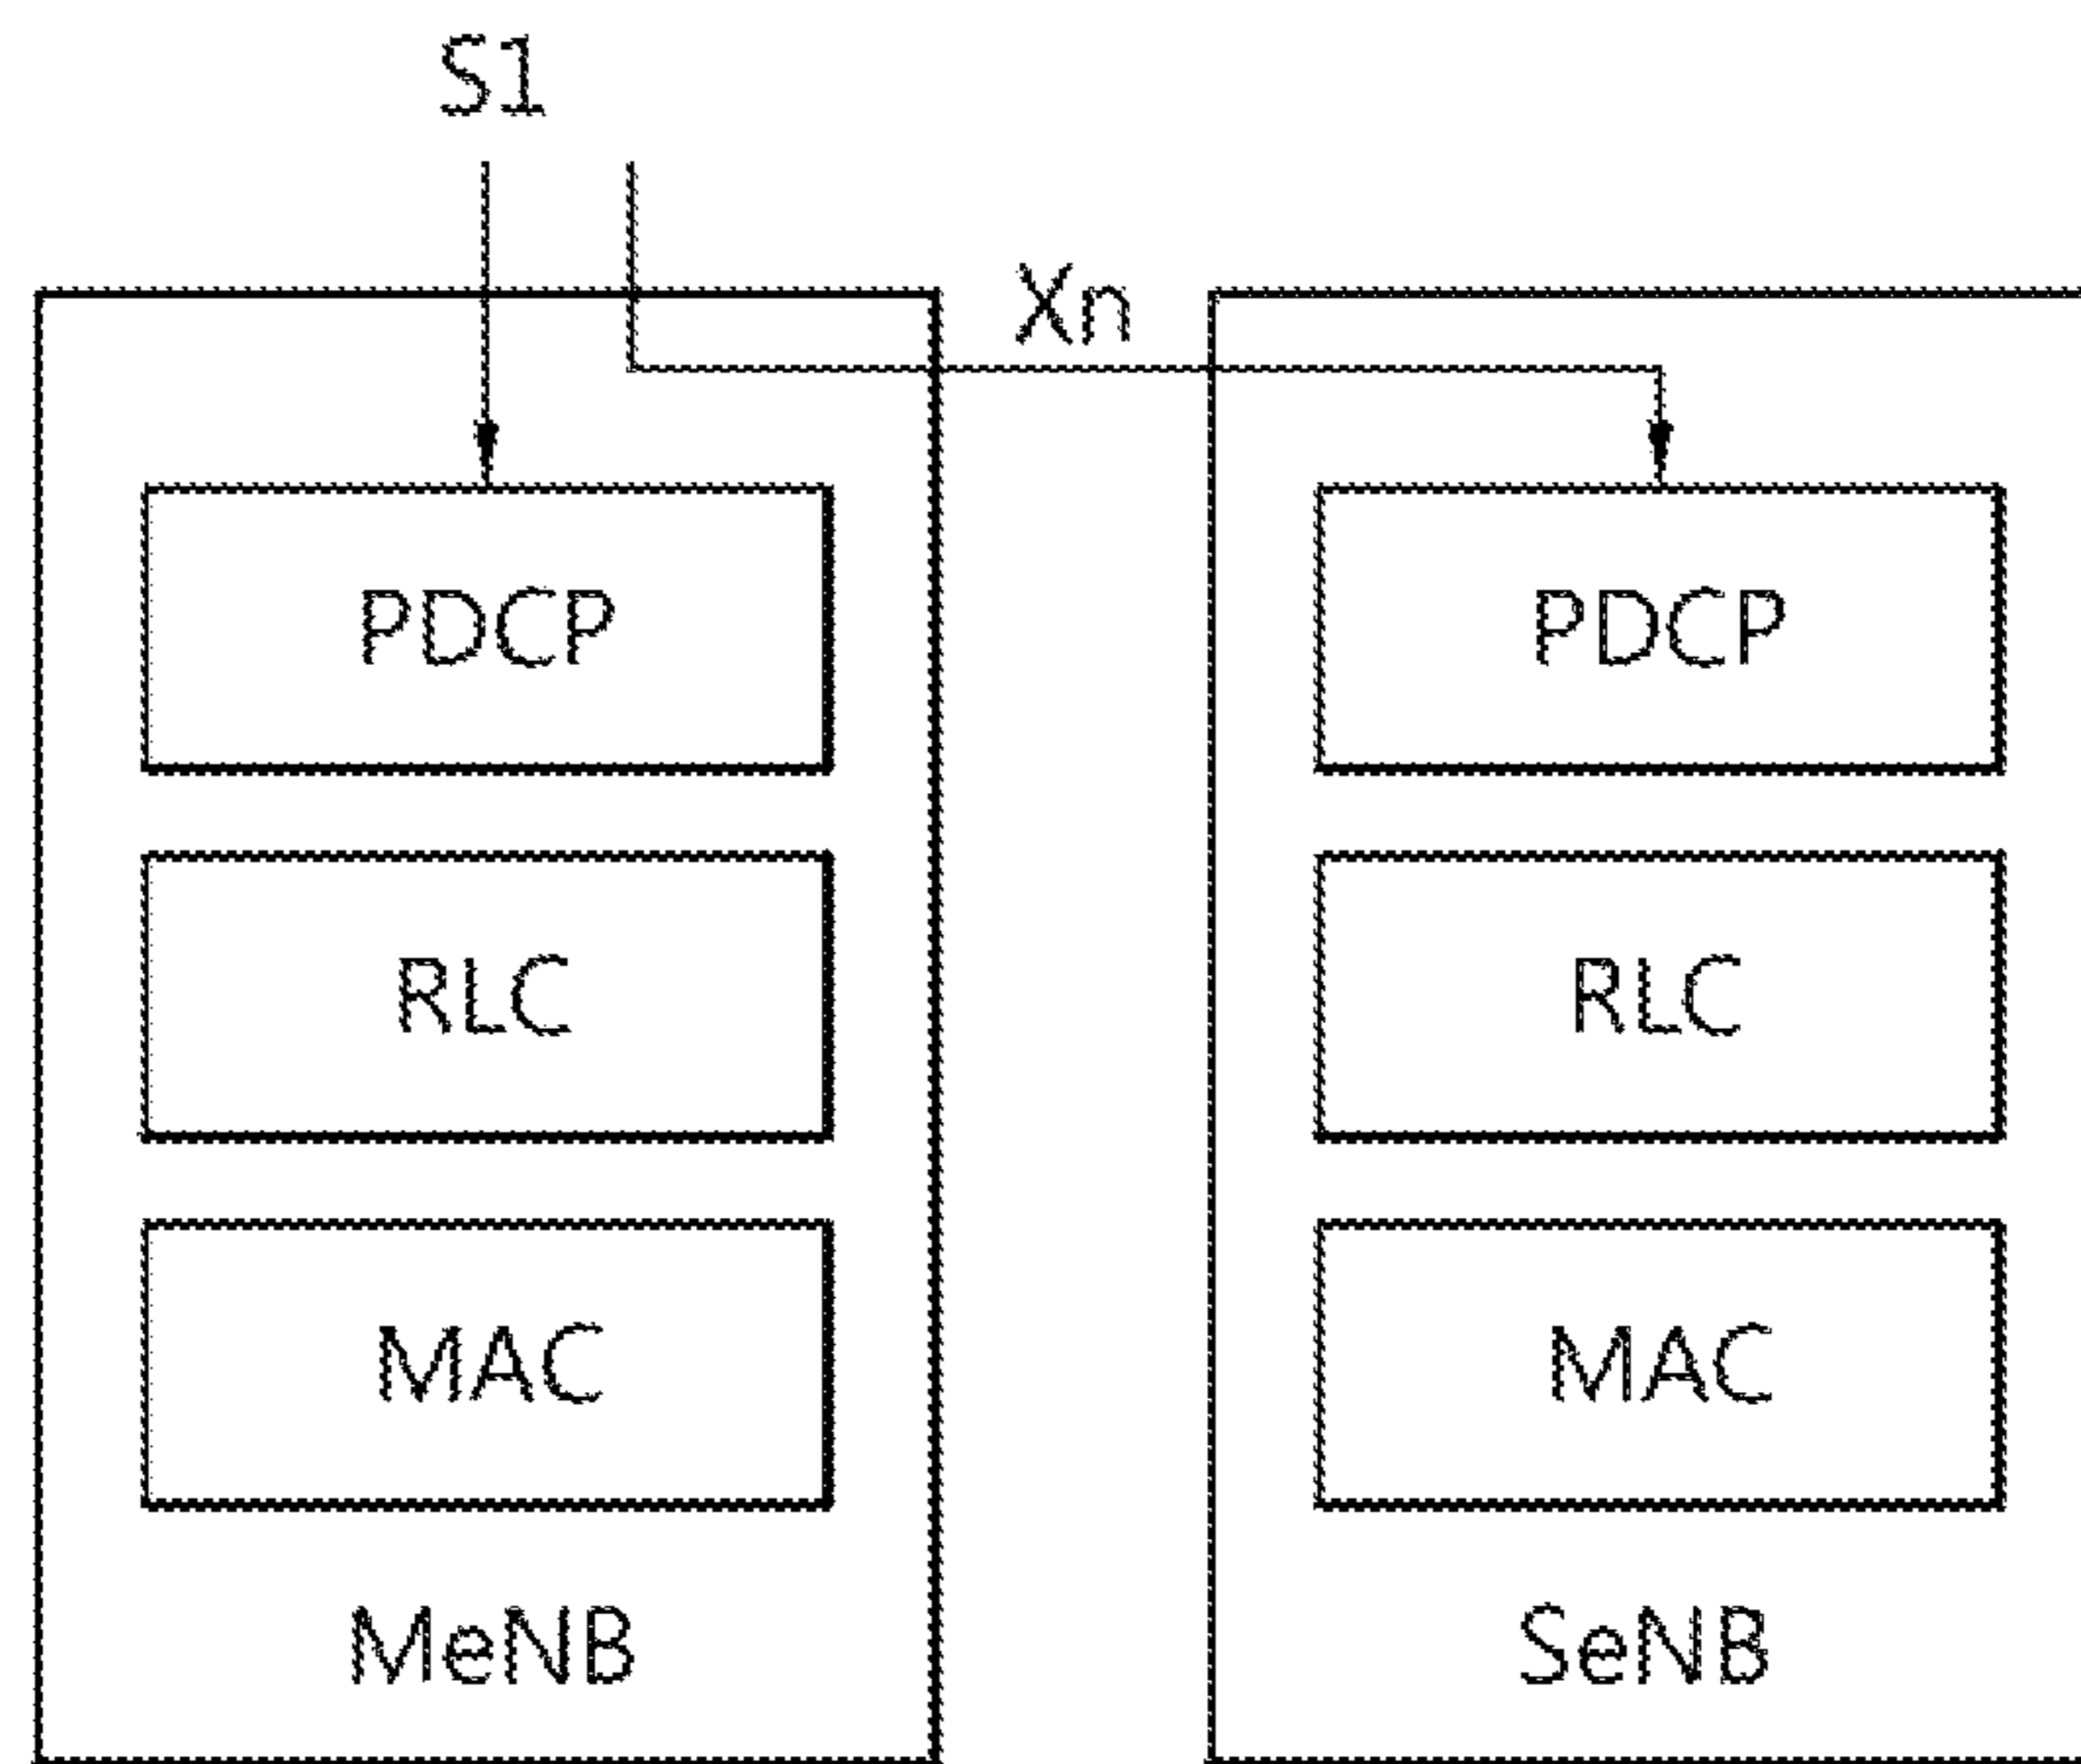 S1
Xn
PDCP
RLC
MAC
MeNB
PDCP
RLC
MAC
SeNB